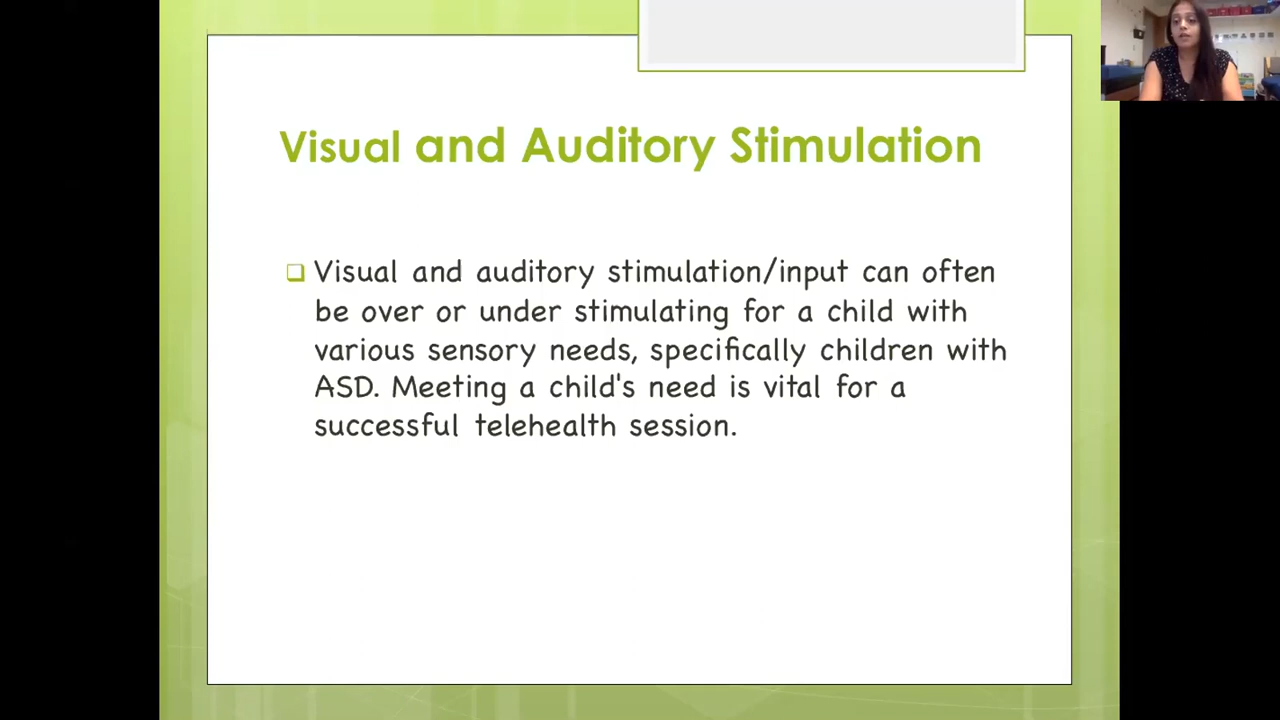 Visual and Auditory Stimulation
Visual and auditory stimulation/input can often
be over or under stimulating for a child with
various sensory needs, specifically children with
ASD. Meeting a child's need is vital for a
successful telehealth session.